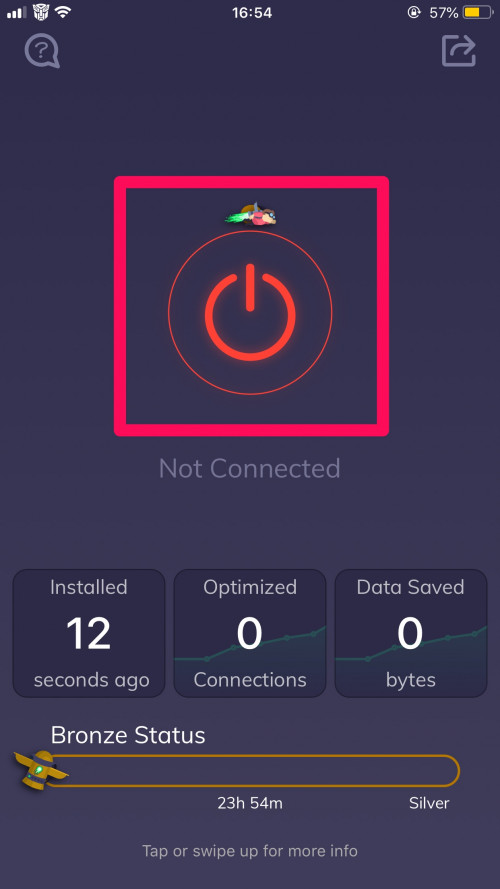 16:54
57%
Not Connected
Installed
12
seconds ago
Optimized
0
Connections
Data Saved
0
bytes
Bronze Status
23h 54m
Silver
Tap or swipe up for more info